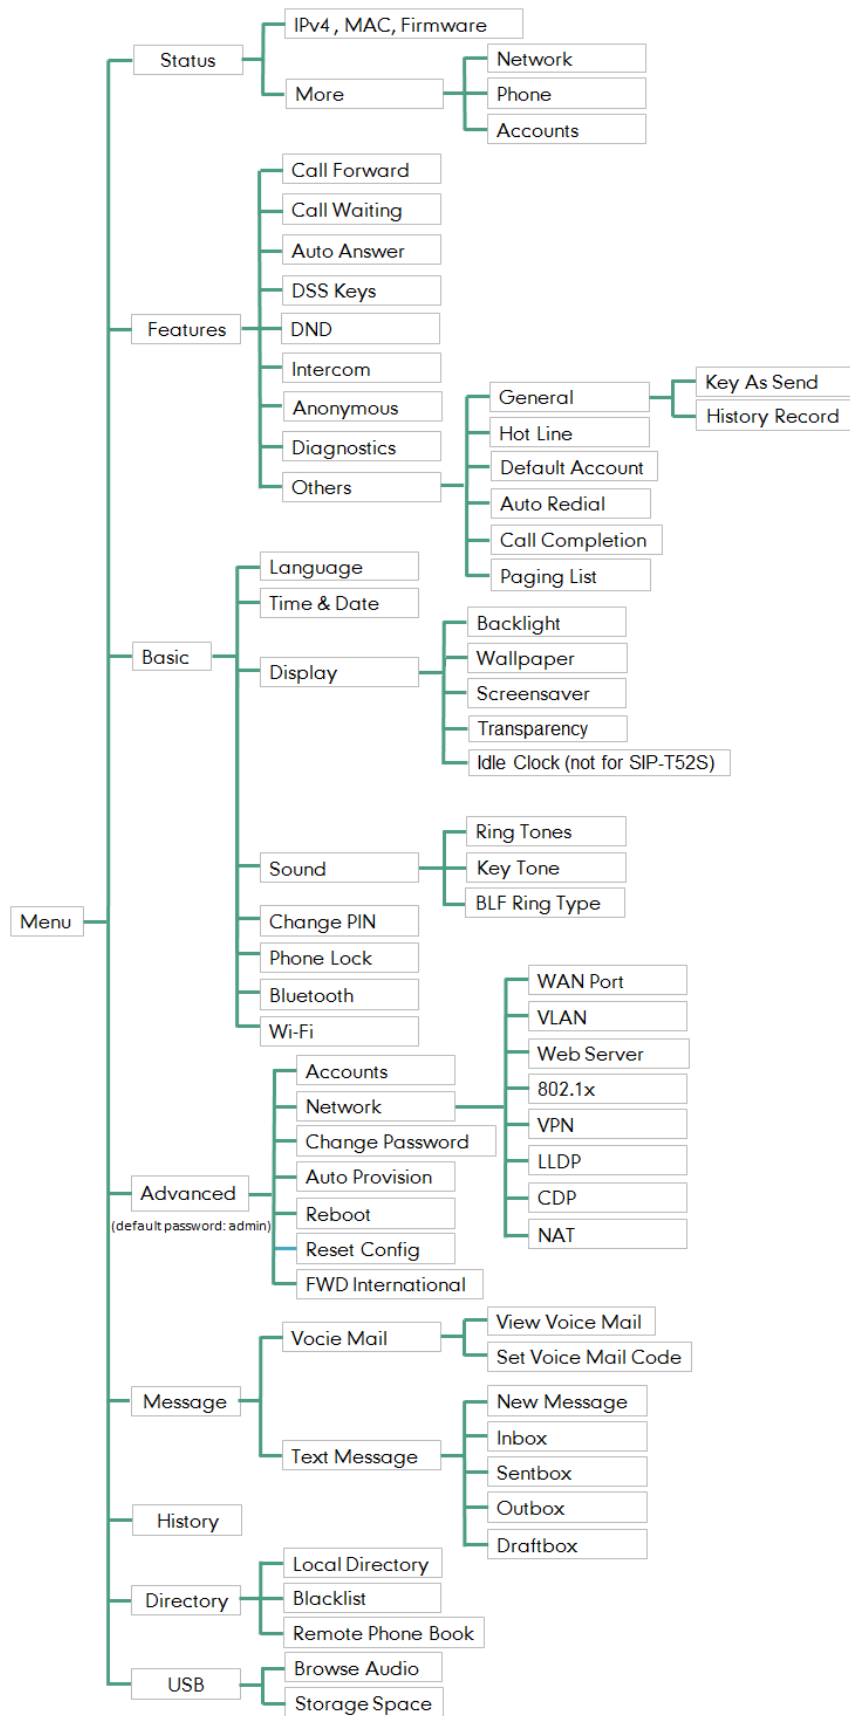 IPv4 , MAC, Firmware
Status
Network
More
Phone
Accounts
Call Forward
Call Waiting
Auto Answer
DSS Keys
Features
DND
Intercom
Key As Send
General
Anonymous
History Record
Hot Line
Diagnostics
Default Account
Others
Auto Redial
Call Completion
Language
Paging List
Time & Date
Backlight
Basic
Wallpaper
Display
Screensaver
Transparency
Idle Clock (not for SIP-T52S)
Ring Tones
Sound
Key Tone
BLF Ring Type
Menu
Change PIN
Phone Lock
WAN Port
Bluetooth
VLAN
Wi-Fi
Web Server
Accounts
802.1x
Network
VPN
Change Password
LLDP
Auto Provision
Advanced
CDP
Reboot
(default password: admin)
NAT
Reset Config
FWD International
View Voice Mail
Vocie Mail
Set Voice Mail Code
Message
New Message
Inbox
Text Message
Sentbox
Outbox
History
Draftbox
Local Directory
Directory
Blacklist
Remote Phone Book
Browse Audio
USB
Storage Space